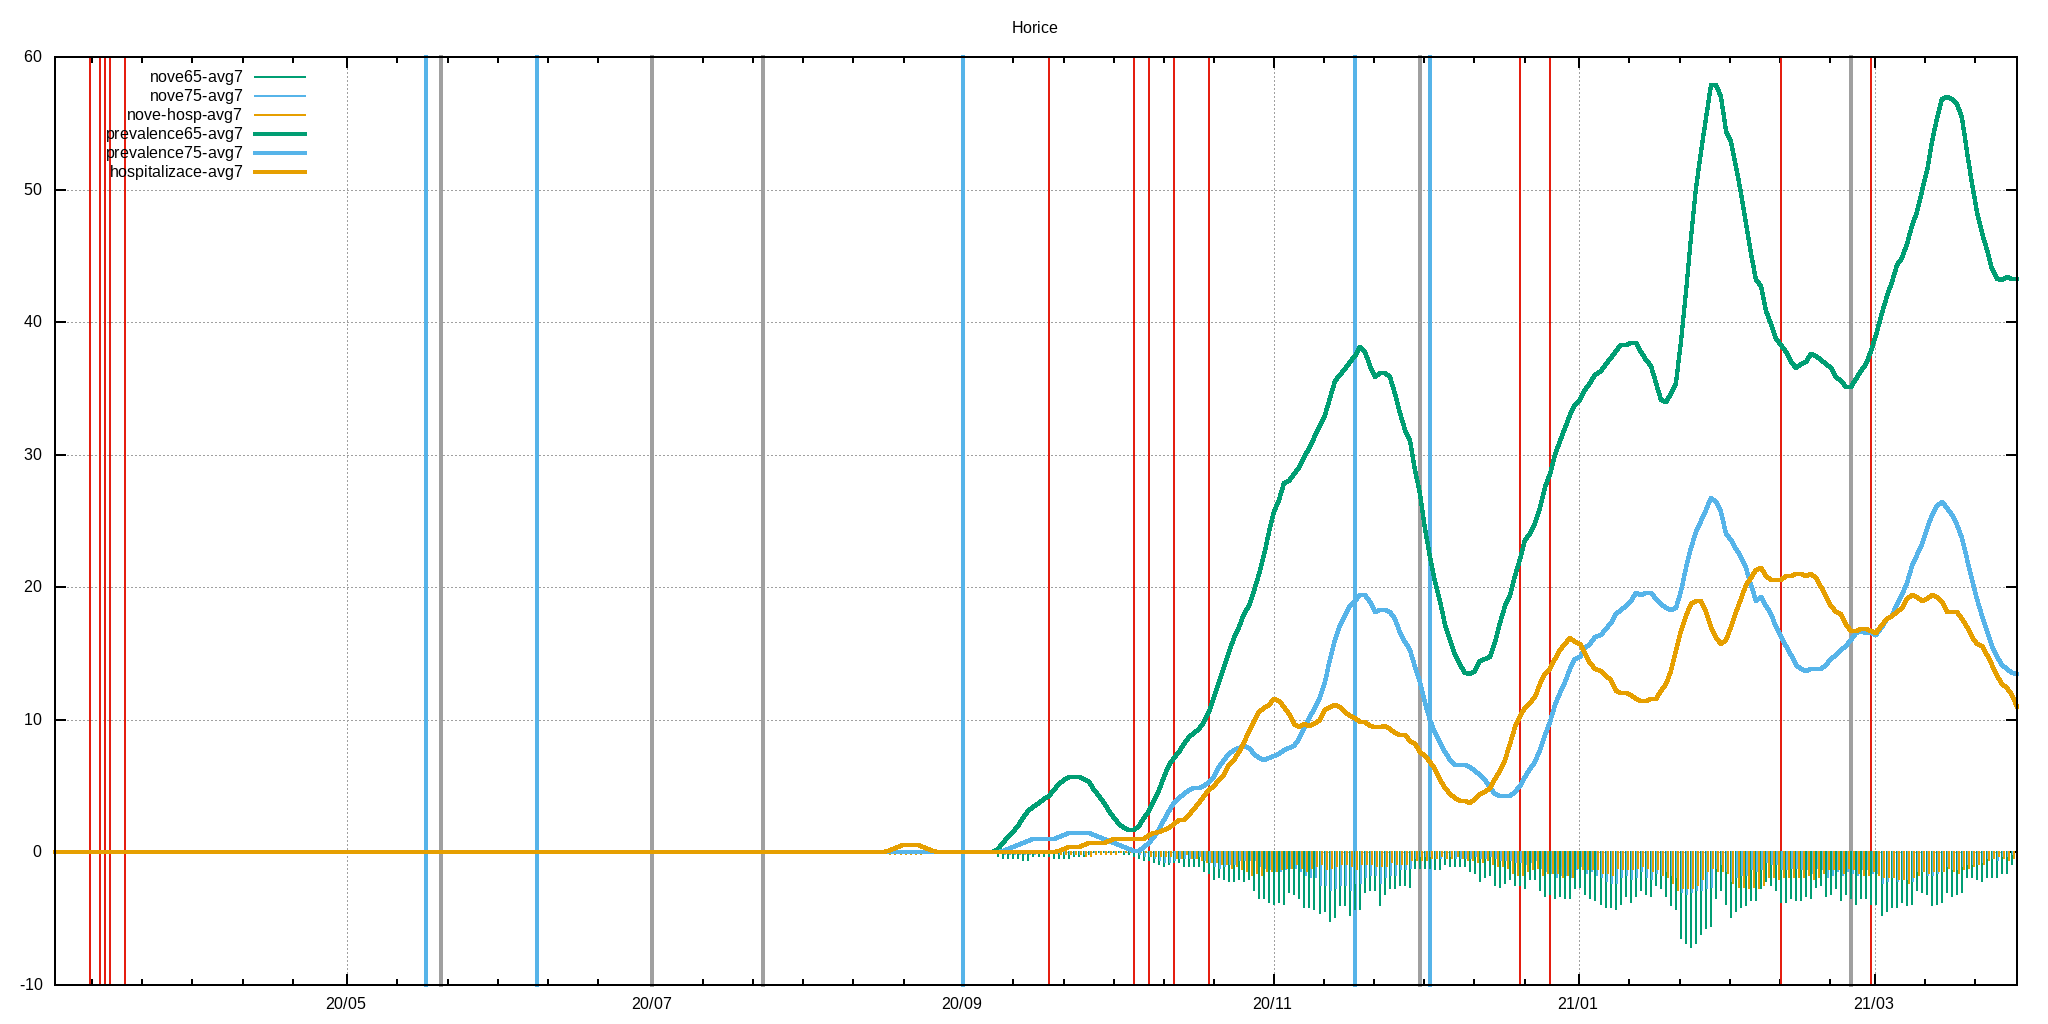 Horice
60
nove65-avg7
nove75-avg7
nove-hosp-avg7
prevalence65-avg7
prevalence75-avg7
hospitalizace-avg7
50
40
30
20
10
0
-10
20/05
20/07
20/09
20/11
21/01
21/03